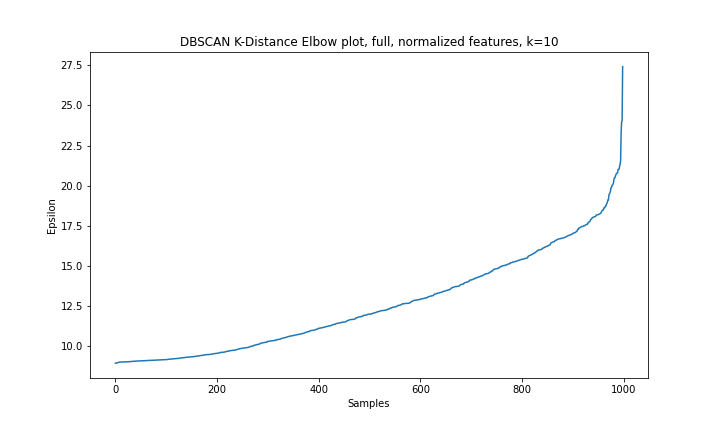 DBSCAN K-Distance Elbow plot, full, normalized features, k=10
27.5
25.0
22.5
20.0
17.5
15.0
12.5
10.0
Epsilon
0 200 400 600 800 1000
Samples